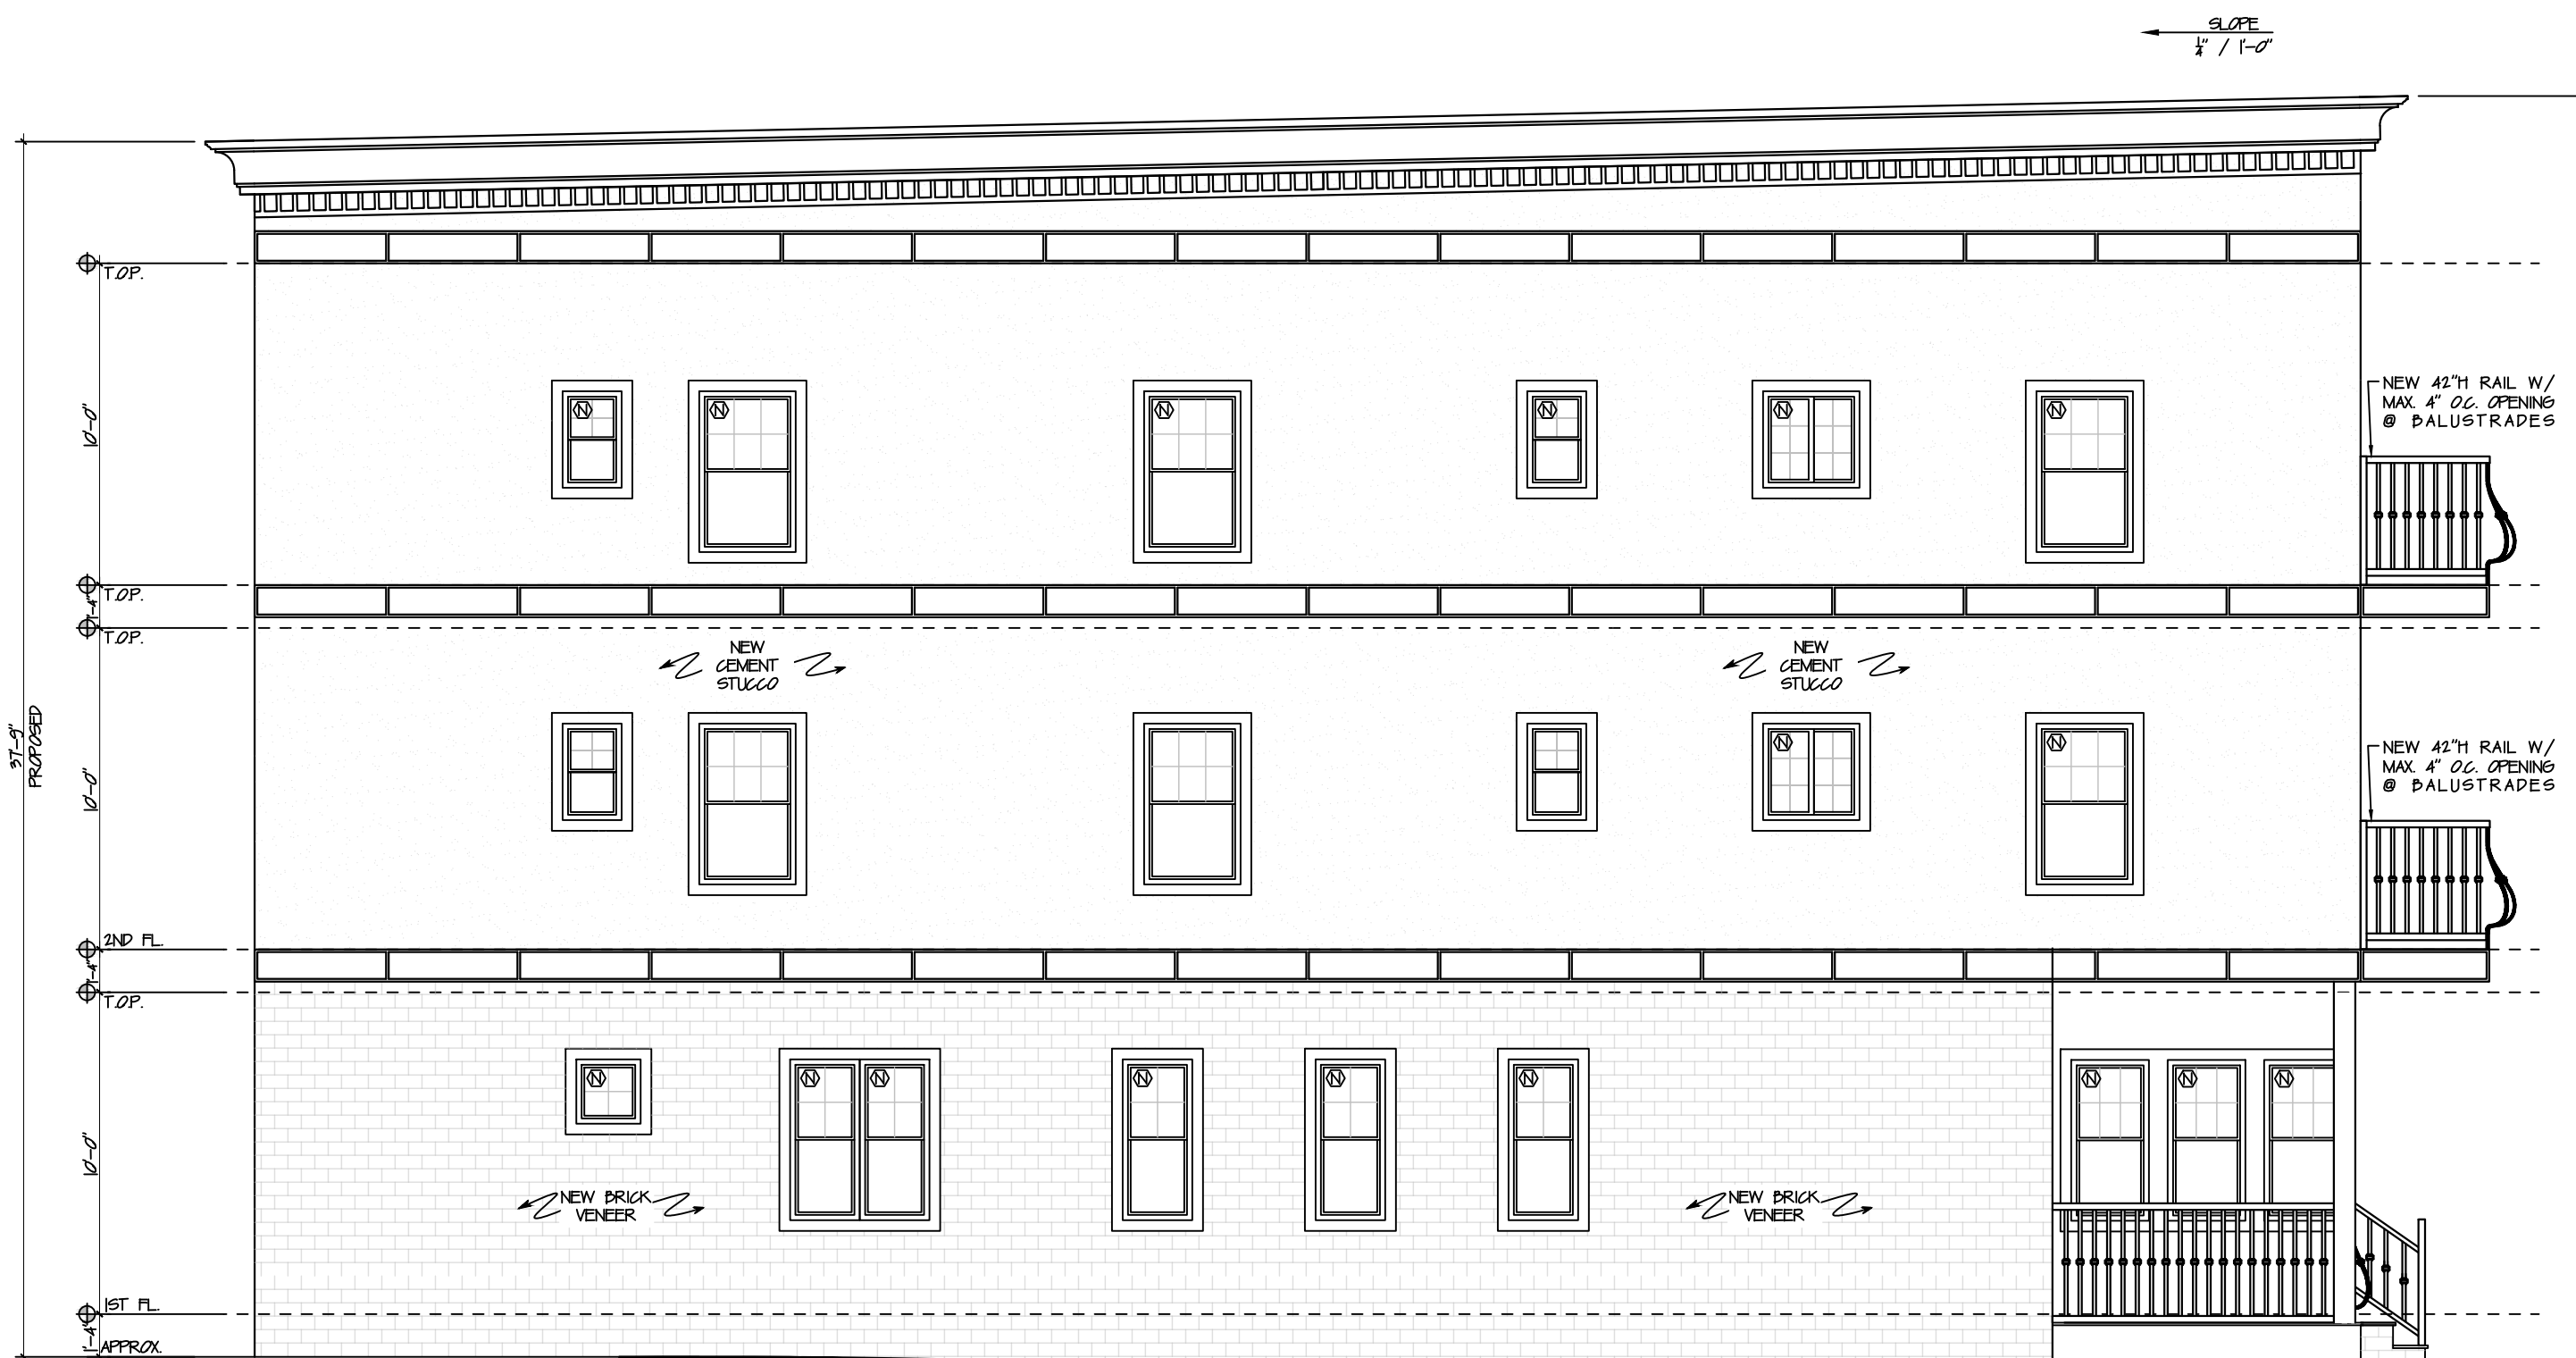 SLOPE
¼" / 1'-0"
T.O.P.
10'-0"
N N N N N N
NEW 42"H RAIL W/
MAX. 4" O.C. OPENING
@ BALUSTRADES
T.O.P.
1'-4"
T.O.P.
NEW
CEMENT
STUCCO
NEW
CEMENT
STUCCO
37'-9"
PROPOSED
10'-0"
N N
NEW 42"H RAIL W/
MAX. 4" O.C. OPENING
@ BALUSTRADES
2ND FL.
1'-4"
T.O.P.
10'-0"
N N N N N N N N N
NEW BRICK
VENEER
NEW BRICK
VENEER
1ST FL.
1'-4"
APPROX.